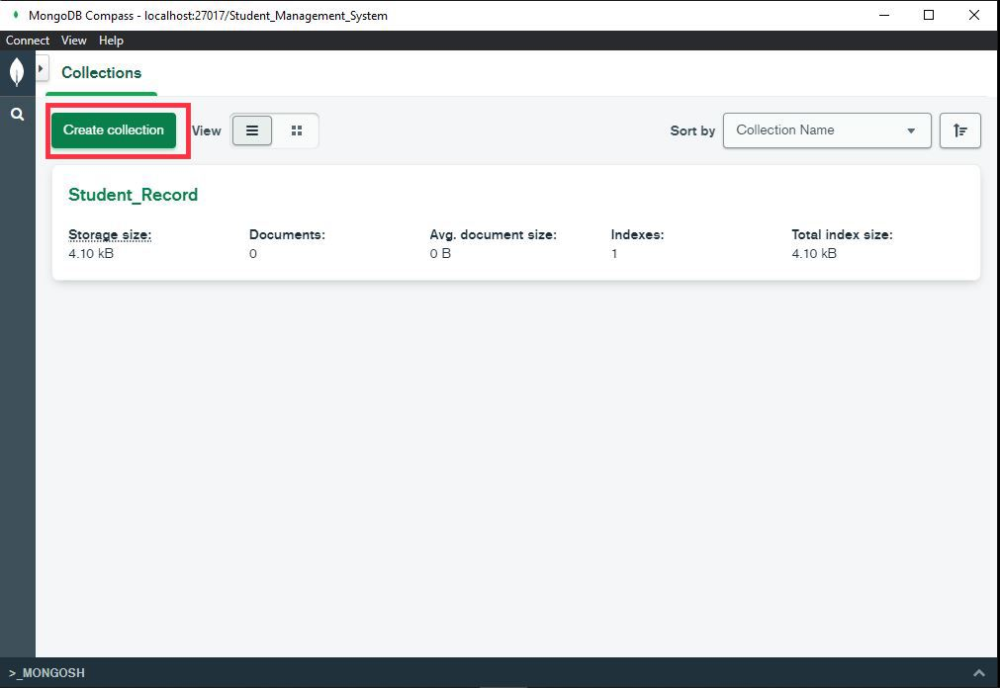 MongoDB Compass - localhost:27017/Student_Management_System
Connect View Help
Collections
Create collection View Sort by Collection Name
Student_Record
Storage size: Documents: Avg. document size: Indexes: Total index size:
4.10 kB 0 0 B 1 4.10 kB
>_MONGOSH